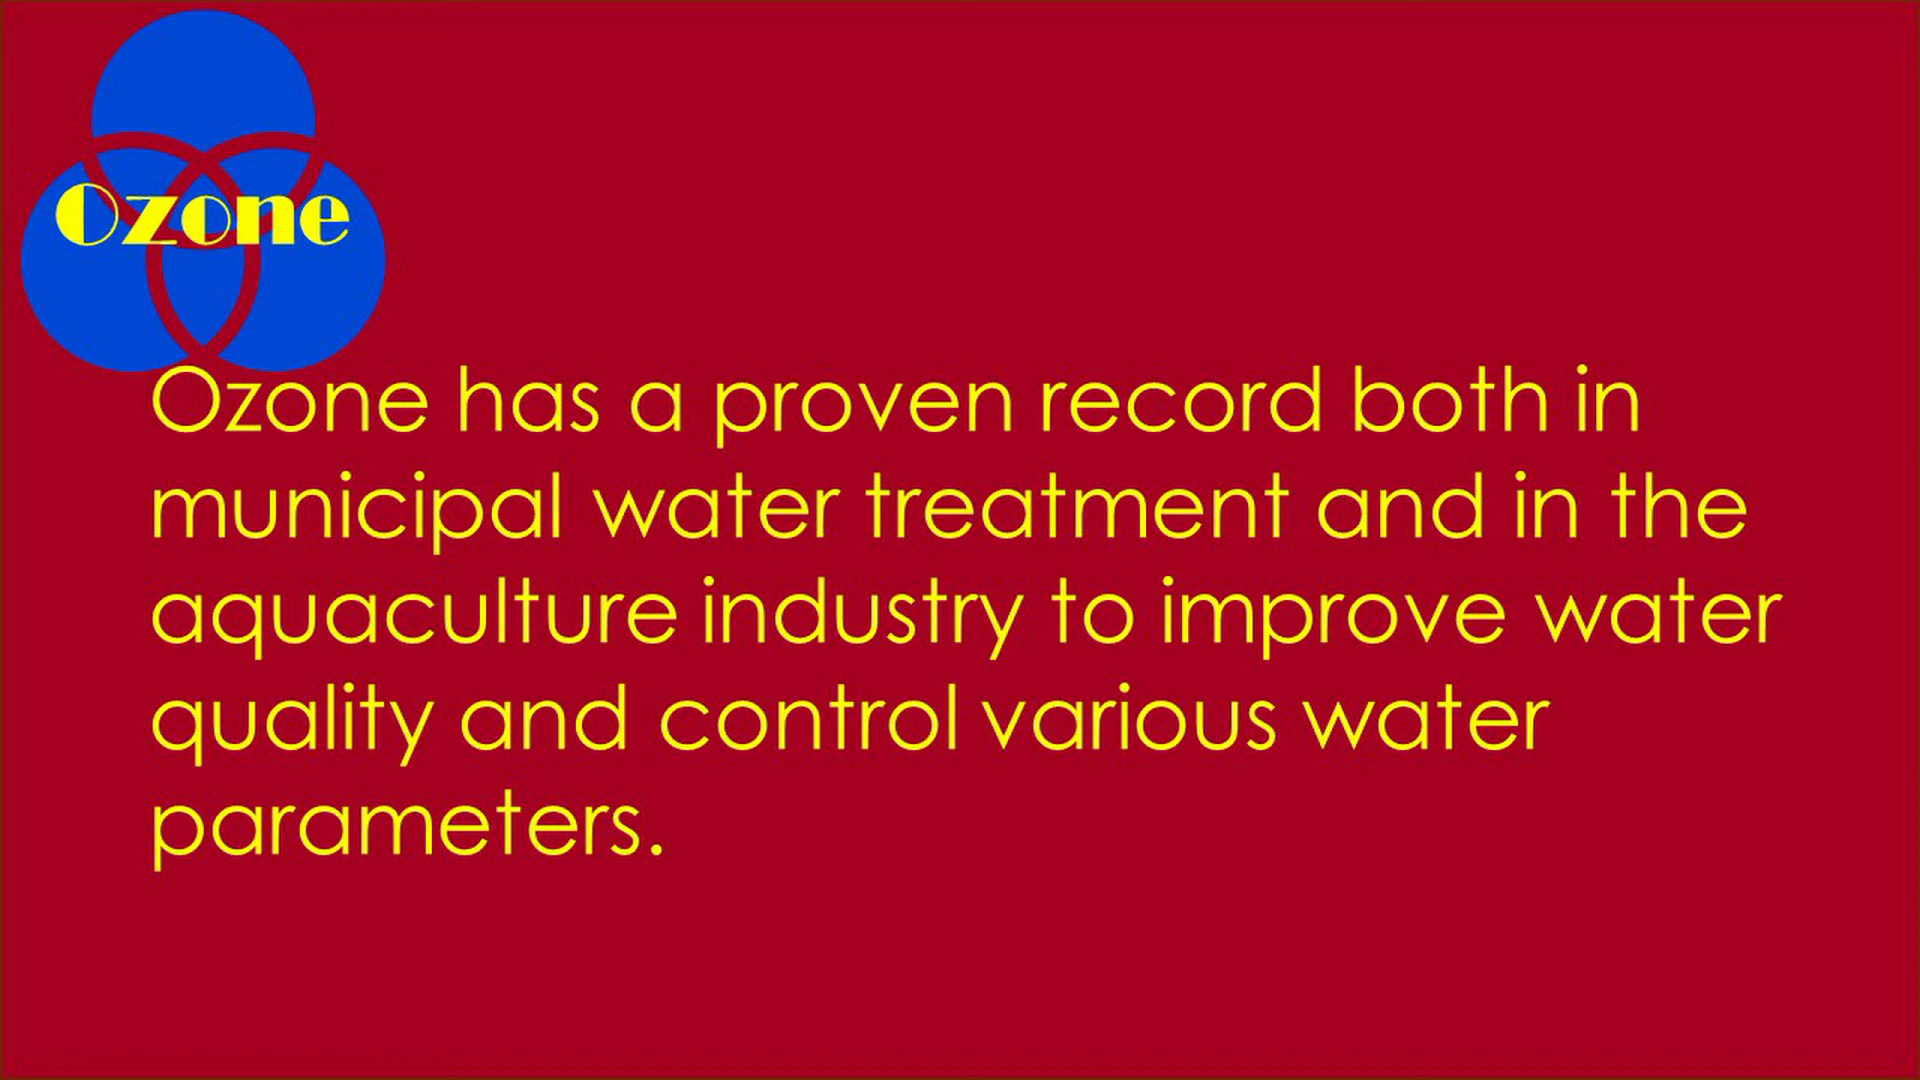 Ozone
Ozone has a proven record both in
municipal water treatment and in the
aquaculture industry to improve water
quality and control various water
parameters.